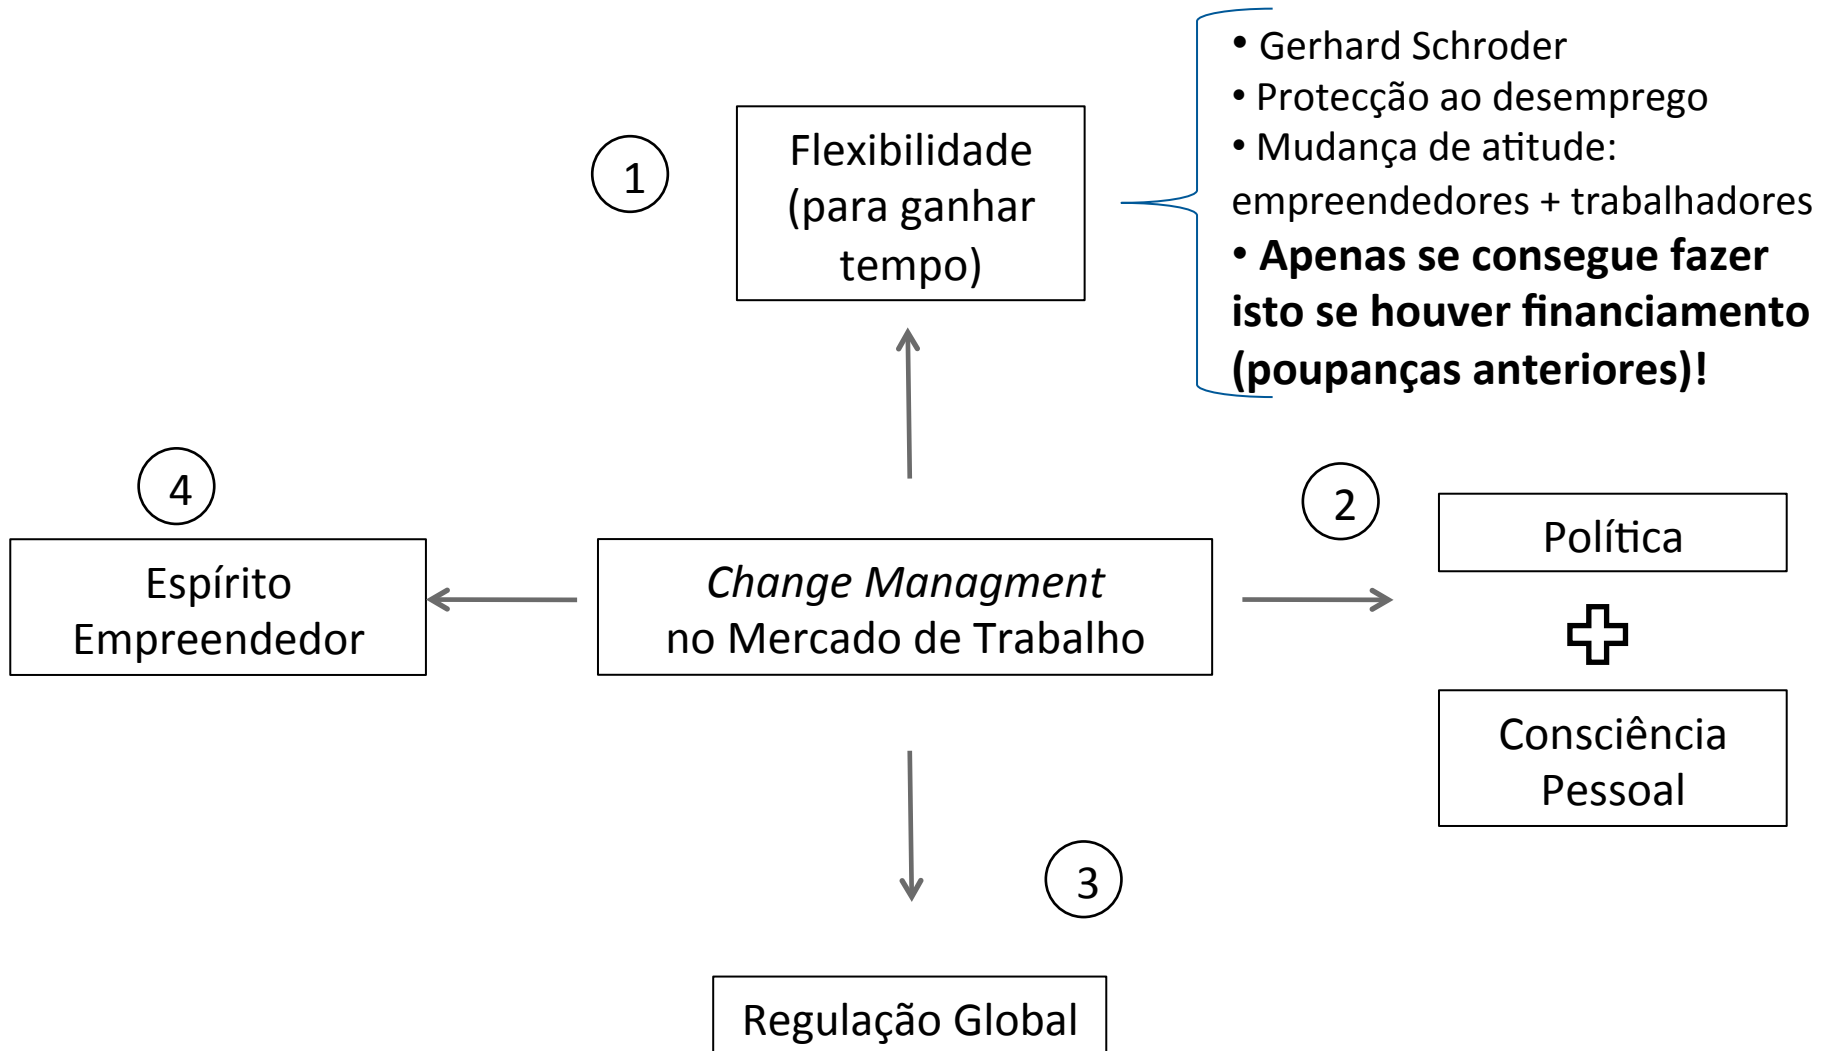 1
Flexibilidade
(para ganhar
tempo)
• Gerhard Schroder
• Protecção ao desemprego
• Mudança de atitude:
empreendedores + trabalhadores
• Apenas se consegue fazer
isto se houver financiamento
(poupanças anteriores)!
4
Espírito
Empreendedor
Change Managment
no Mercado de Trabalho
2
Política
Consciência
Pessoal
3
Regulação Global